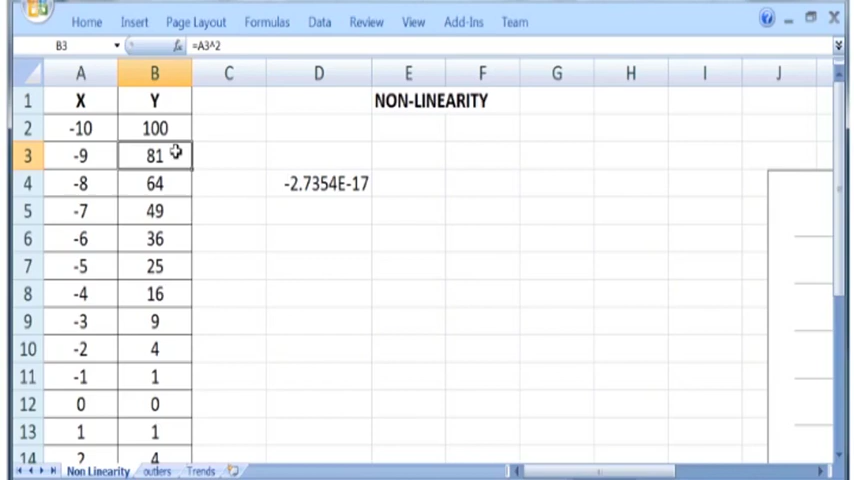 Home Insert Page Layout Formulas Data Review View Add-Ins Team
B3 fx =A3^2
A B C D E F G H I J
1 X Y NON-LINEARITY
2 -10 100
3 -9 81
4 -8 64 -2.7354E-17
5 -7 49
6 -6 36
7 -5 25
8 -4 16
9 -3 9
10 -2 4
11 -1 1
12 0 0
13 1 1
14 2 4
Non Linearity outliers Trends